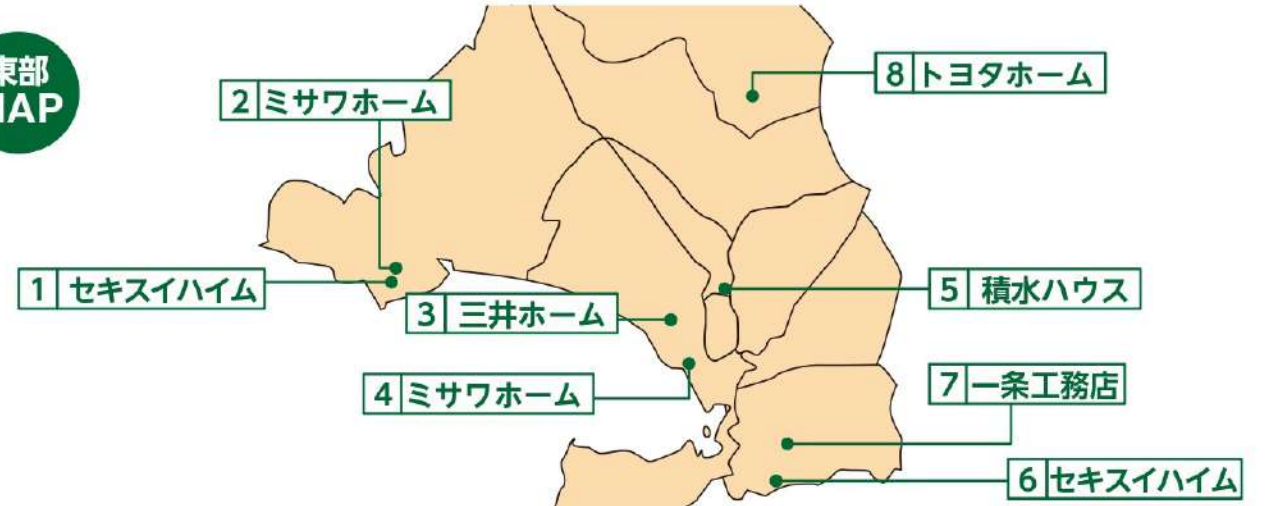 東部
MAP
2 ミサワホーム
8 トヨタホーム
1 セキスイハイム
3 三井ホーム
5 積水ハウス
4 ミサワホーム
7 一条工務店
6 セキスイハイム